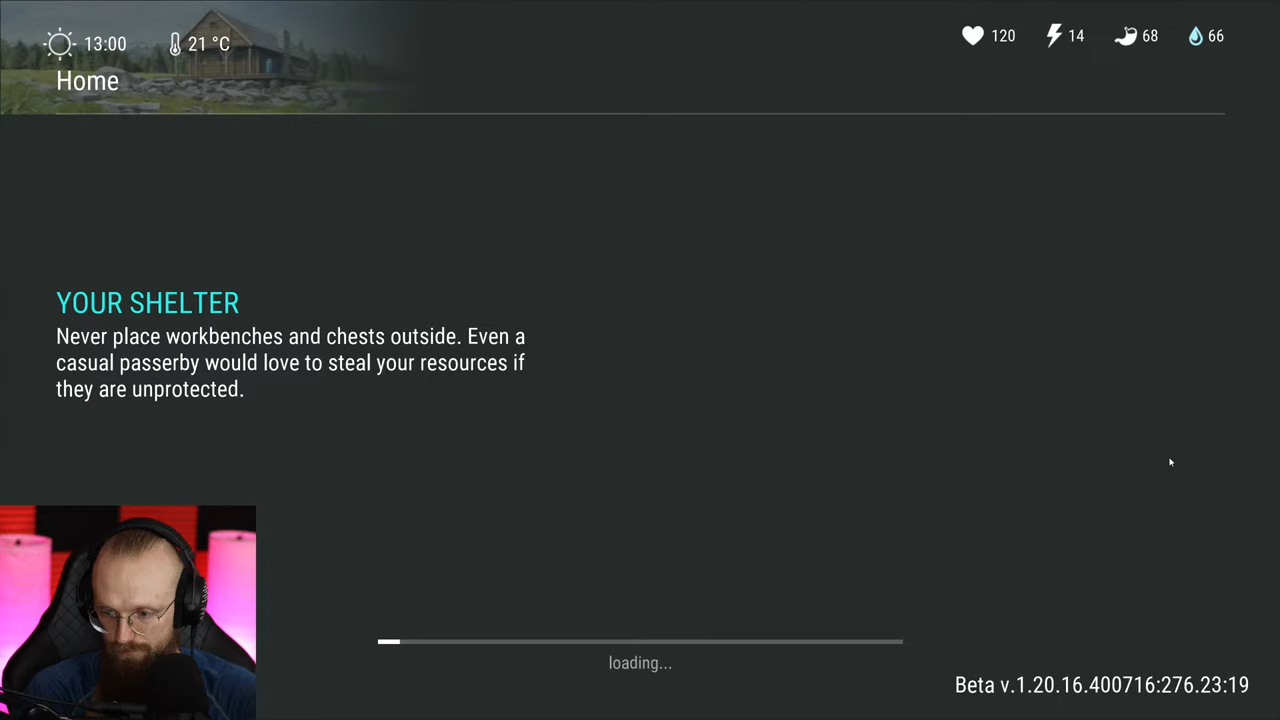 13:00 21 °C
120 14 68 66
Home
YOUR SHELTER
Never place workbenches and chests outside. Even a
casual passerby would love to steal your resources if
they are unprotected.
loading...
Beta v.1.20.16.400716:276.23:19